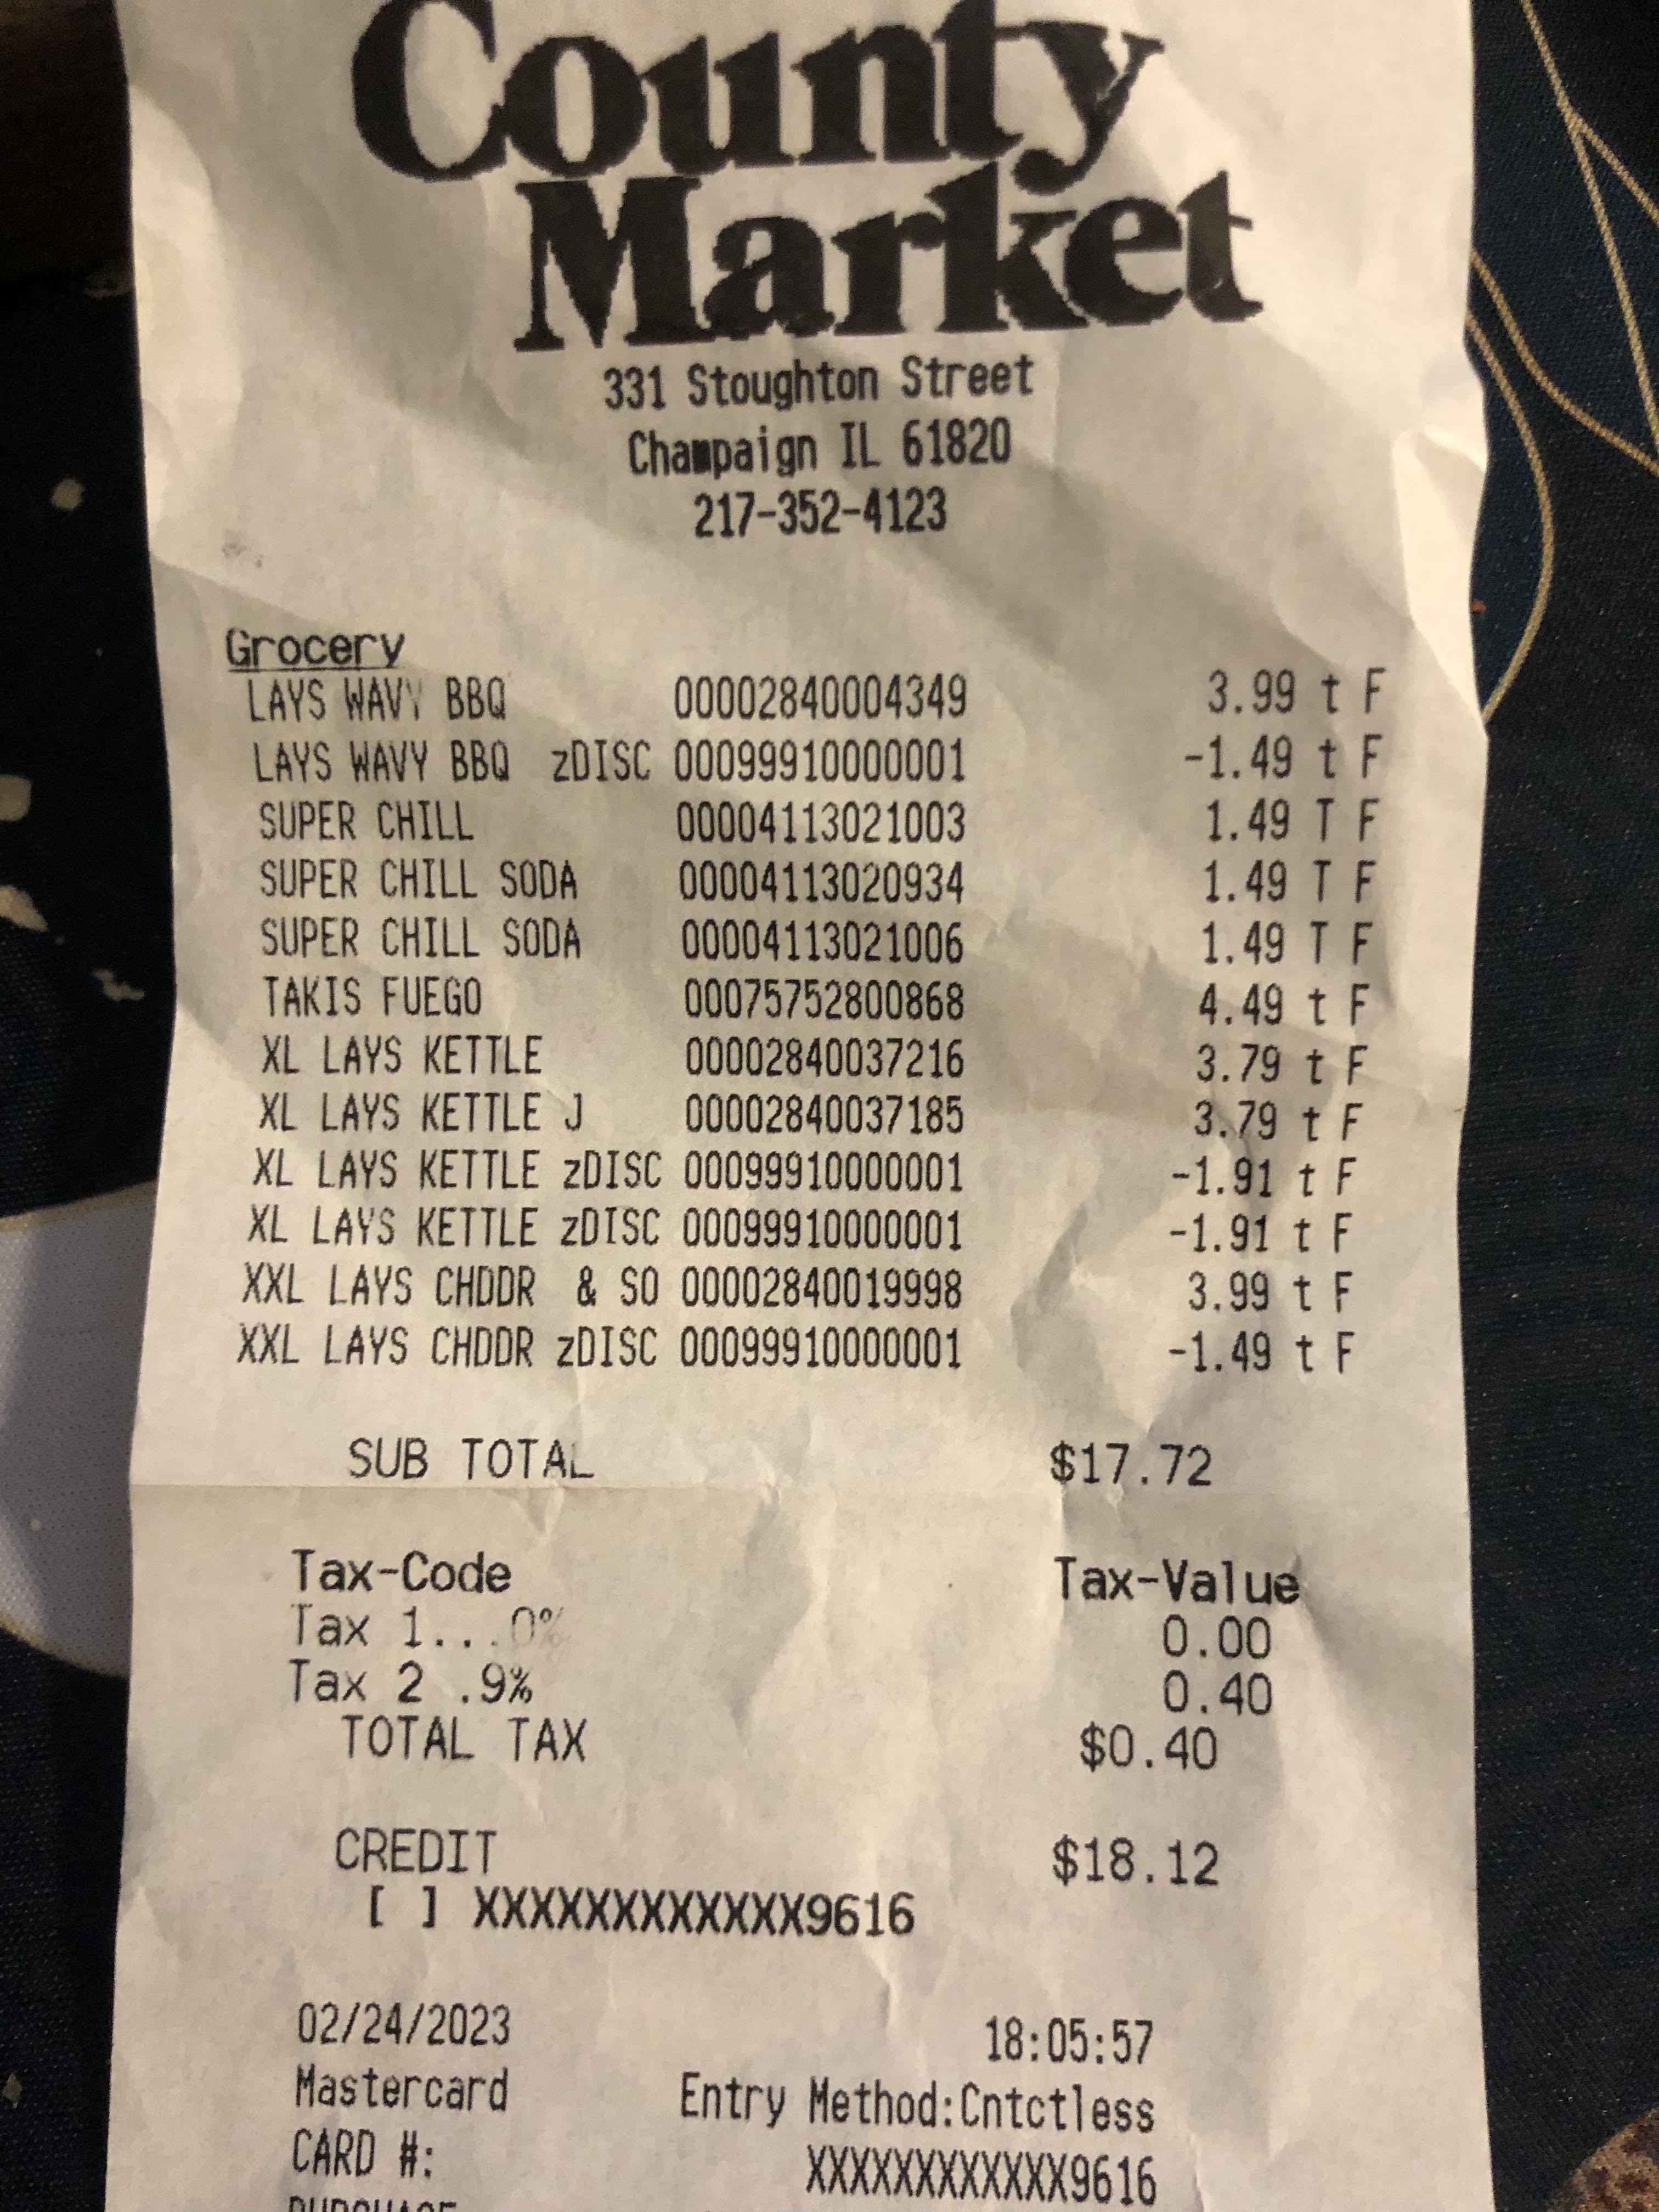 County
Market
331 Stoughton Street
Champaign IL 61820
217-352-4123
Grocery
LAYS WAVY BBQ 00002840004349 3.99 t F
LAYS WAVY BBQ zDISC 00099910000001 -1.49 t F
SUPER CHILL 00004113021003 1.49 T F
SUPER CHILL SODA 00004113020934 1.49 T F
SUPER CHILL SODA 00004113021006 1.49 T F
TAKIS FUEGO 00075752800868 4.49 t F
XL LAYS KETTLE 00002840037216 3.79 t F
XL LAYS KETTLE J 00002840037185 3.79 t F
XL LAYS KETTLE zDISC 00099910000001 -1.91 t F
XL LAYS KETTLE zDISC 00099910000001 -1.91 t F
XXL LAYS CHDDR & SO 00002840019998 3.99 t F
XXL LAYS CHDDR zDISC 00099910000001 -1.49 t F
SUB TOTAL $17.72
Tax-Code Tax-Value
Tax 1...0% 0.00
Tax 2 .9% 0.40
TOTAL TAX $0.40
CREDIT $18.12
[ ] XXXXXXXXXXXX9616
02/24/2023 18:05:57
Mastercard Entry Method:Cntctless
CARD #: XXXXXXXXXXXX9616
PURCHASE